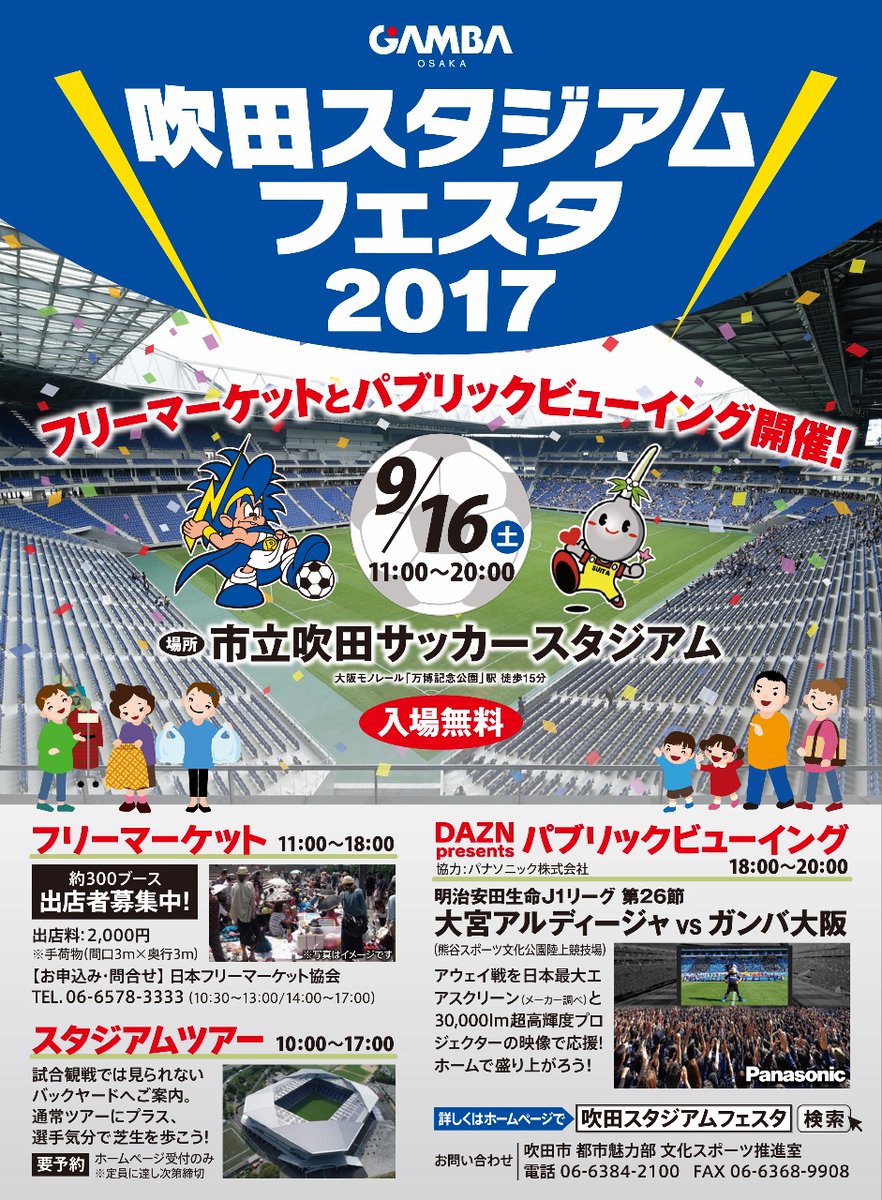 GAMBA
OSAKA
吹田スタジアム
フェスタ
2017
フリーマーケットとパブリックビューイング開催!
9/16 土
11:00〜20:00
SUITA
場所 市立吹田サッカースタジアム
大阪モノレール「万博記念公園」駅 徒歩15分
入場無料
フリーマーケット 11:00〜18:00
約300ブース
出店者募集中!
出店料:2,000円
※手荷物(間口3m×奥行3m)
※写真はイメージです
【お申込み・問合せ】日本フリーマーケット協会
TEL.06-6578-3333 (10:30〜13:00/14:00〜17:00)
スタジアムツアー 10:00〜17:00
試合観戦では見られない
バックヤードへご案内。
通常ツアーにプラス、
選手気分で芝生を歩こう!
要予約 ホームページ受付のみ
※定員に達し次第締切
DAZN
presents パブリックビューイング
協力:パナソニック株式会社 18:00〜20:00
明治安田生命J1リーグ 第26節
大宮アルディージャ vs ガンバ大阪
(熊谷スポーツ文化公園陸上競技場)
アウェイ戦を日本最大エ
アスクリーン(メーカー調べ)と
30,000lm超高輝度プロ
ジェクターの映像で応援!
ホームで盛り上がろう!
Panasonic
詳しくはホームページで 吹田スタジアムフェスタ 検索
お問い合わせ 吹田市 都市魅力部 文化スポーツ推進室
電話 06-6384-2100 FAX 06-6368-9908